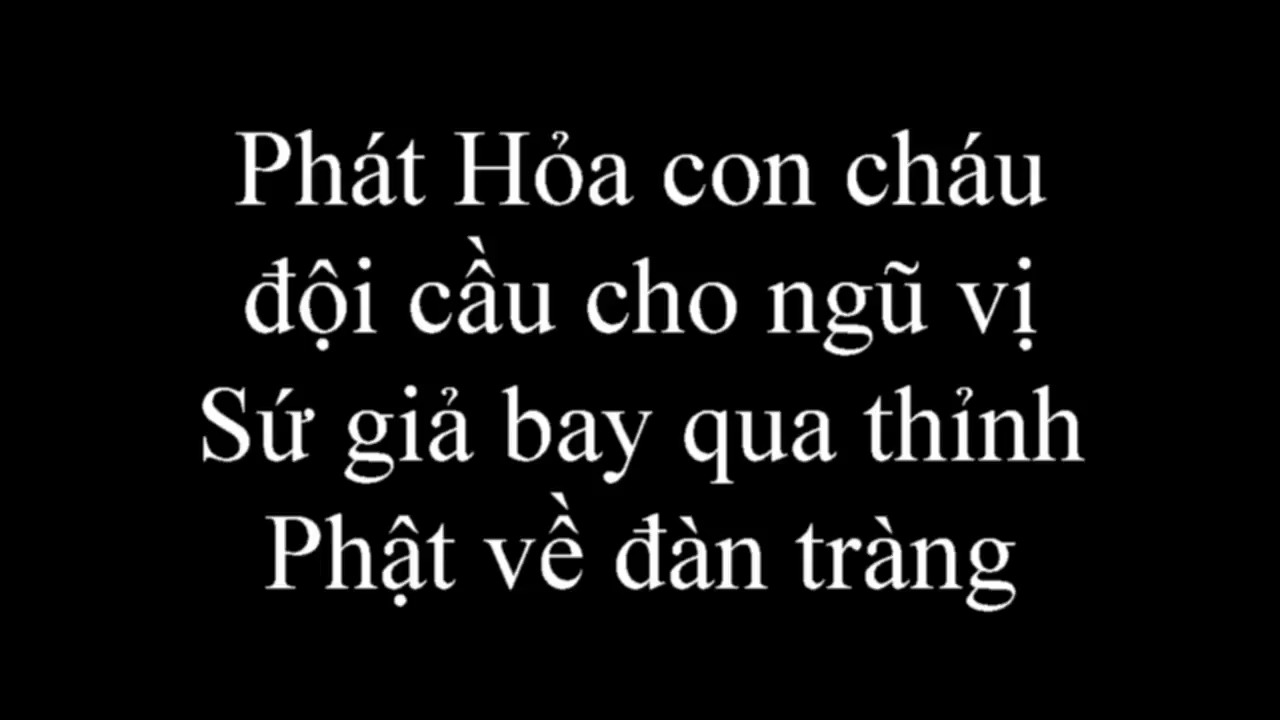 Phát Hỏa con cháu
đội cầu cho ngũ vị
Sứ giả bay qua thỉnh
Phật về đàn tràng